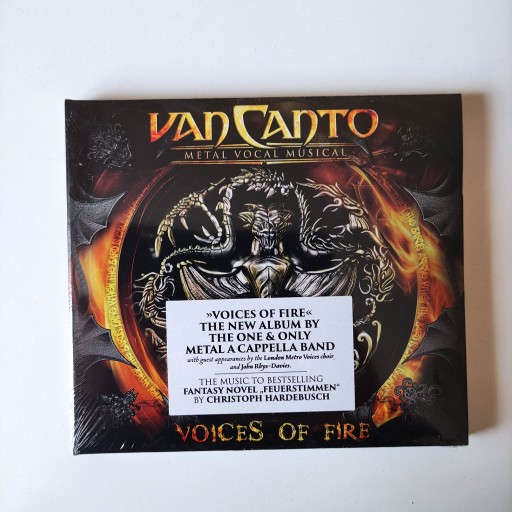 VAN CANTO
METAL VOCAL MUSICAL
»VOICES OF FIRE«
THE NEW ALBUM BY
THE ONE & ONLY
METAL A CAPPELLA BAND
with guest appearances by the London Metro Voices choir
and John Rhys-Davies.
THE MUSIC TO BESTSELLING
FANTASY NOVEL „FEUERSTIMMEN“
BY CHRISTOPH HARDEBUSCH
VOICES OF FIRE